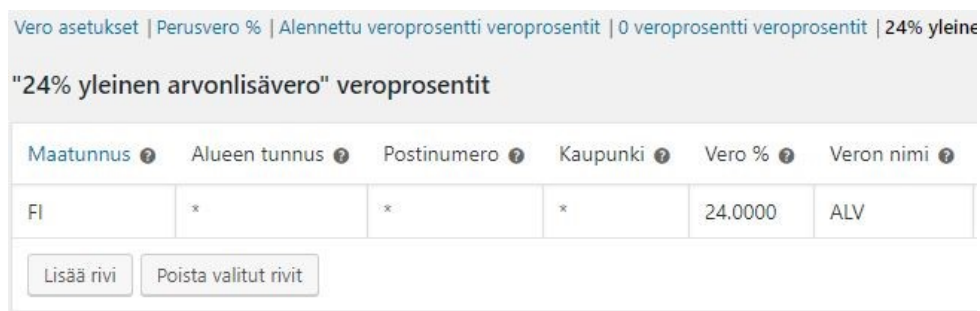 Vero asetukset | Perusvero % | Alennettu veroprosentti veroprosentit | 0 veroprosentti veroprosentit | 24% yleine
"24% yleinen arvonlisävero" veroprosentit
Maatunnus Alueen tunnus Postinumero Kaupunki Vero % Veron nimi
FI * * * 24.0000 ALV
Lisää rivi Poista valitut rivit